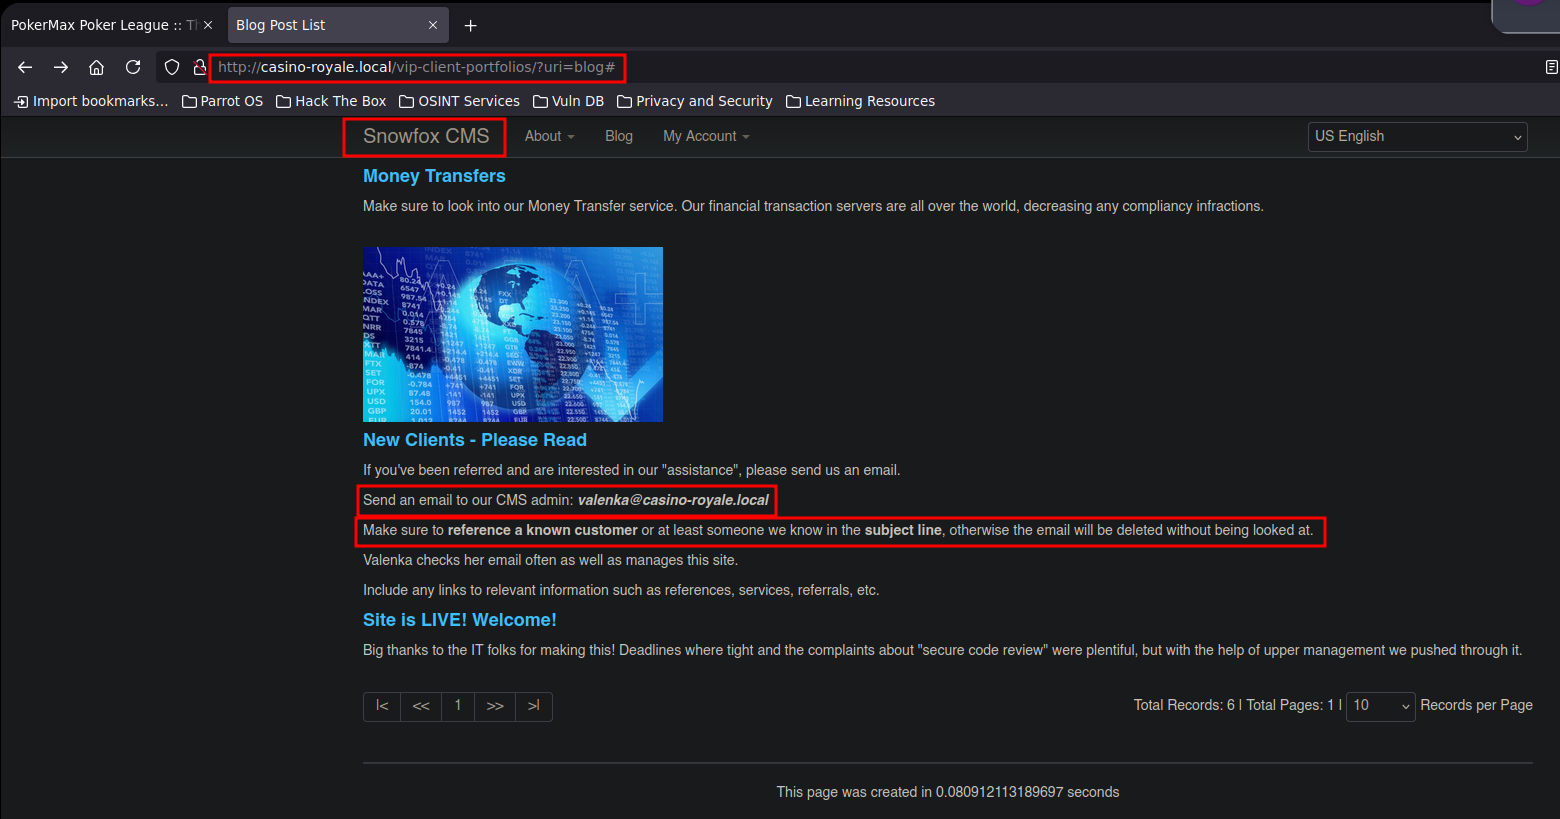 PokerMax Poker League :: Th
Blog Post List
http://casino-royale.local/vip-client-portfolios/?uri=blog#
Import bookmarks... Parrot OS Hack The Box OSINT Services Vuln DB Privacy and Security Learning Resources
Snowfox CMS About Blog My Account US English
Money Transfers
Make sure to look into our Money Transfer service. Our financial transaction servers are all over the world, decreasing any compliancy infractions.
New Clients - Please Read
If you've been referred and are interested in our "assistance", please send us an email.
Send an email to our CMS admin: valenka@casino-royale.local
Make sure to reference a known customer or at least someone we know in the subject line, otherwise the email will be deleted without being looked at.
Valenka checks her email often as well as manages this site.
Include any links to relevant information such as references, services, referrals, etc.
Site is LIVE! Welcome!
Big thanks to the IT folks for making this! Deadlines where tight and the complaints about "secure code review" were plentiful, but with the help of upper management we pushed through it.
|< << 1 >> >| Total Records: 6 | Total Pages: 1 | 10 Records per Page
This page was created in 0.080912113189697 seconds